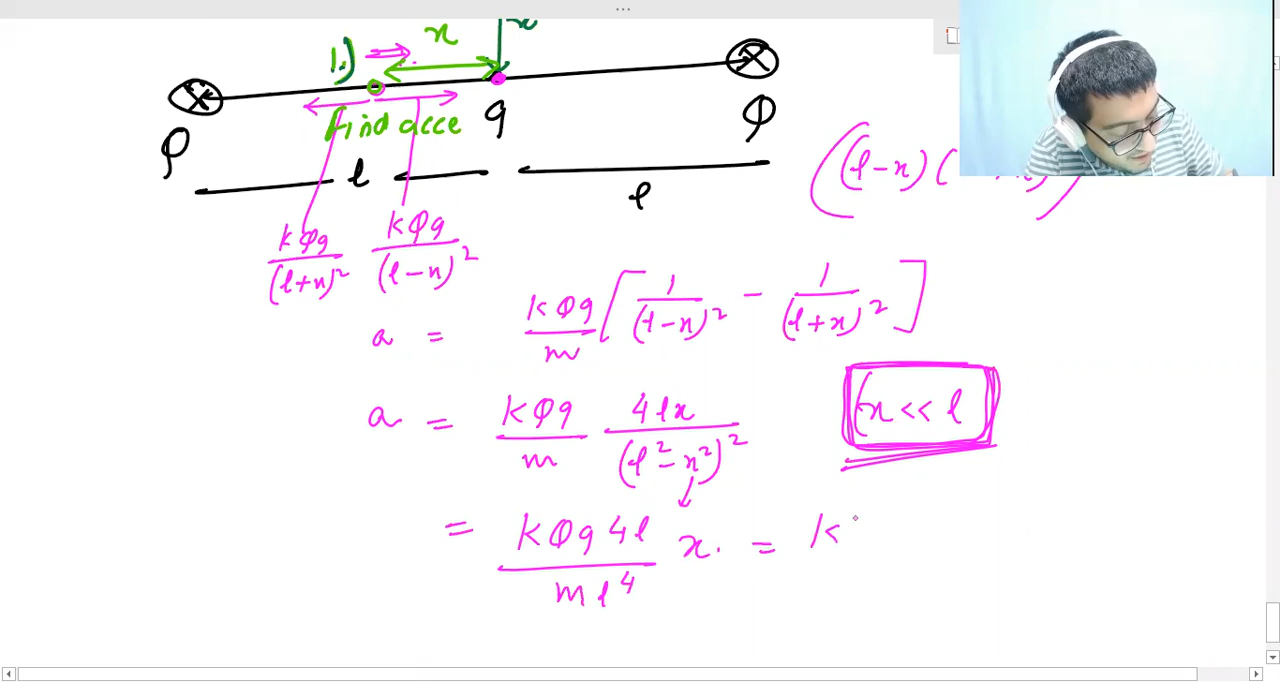 1.) x
Q find acce q Q
l l
(l-x)(
kQq/(l+x)² kQq/(l-x)²
a = kQq/m [ 1/(l-x)² - 1/(l+x)² ]
a = kQq/m 4lx/(l²-x²)² (x << l
= kQq4l/ml⁴ x. = k